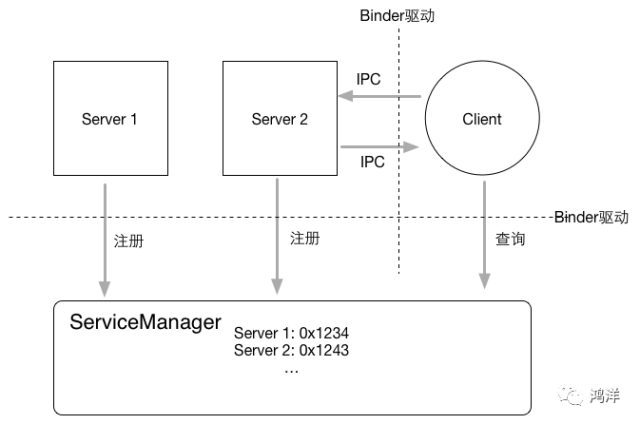 Binder驱动
IPC
Server 1
Server 2
Client
IPC
Binder驱动
注册
注册
查询
ServiceManager
Server 1: 0x1234
Server 2: 0x1243
...
鸿洋